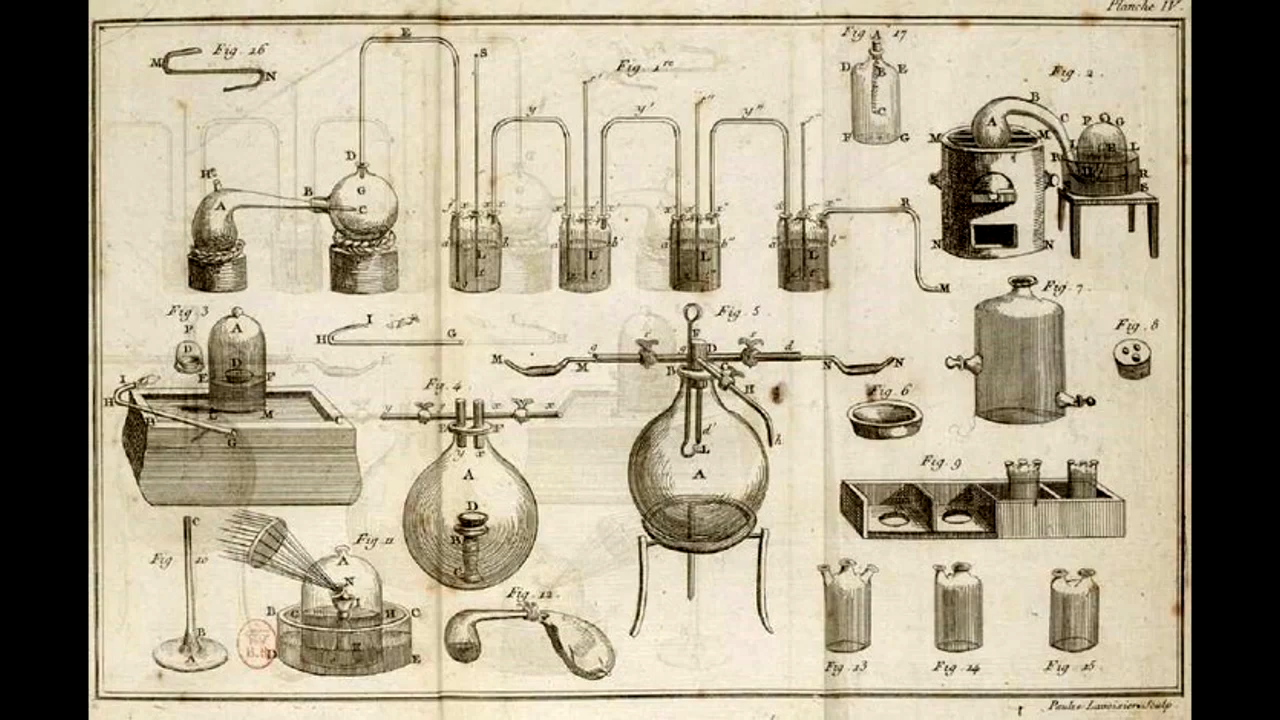 Planche IV.
Fig. 16
M
N
E
S
Fig. 1re
Fig. 17
A
B
C
D
E
F
G
Fig. 2
A
B
C
P
Q
G
M
M
L
R
N
N
D
H
B
G
A
C
y
y'
y''
L
L
L
L
R
M
Fig. 3
P
D
A
D
E
F
I
H
L
M
G
I
H
G
Fig. 4
y
x
E
F
y
x
A
D
B
C
Fig. 5
F
D
g
d
M
M
N
N
B
H
d'
L
h
A
Fig. 7.
Fig. 8
Fig. 6
Fig. 9
C
Fig. 10
B
A
Fig. 11
A
N
I
B
C
H
C
D
E
Fig. 12
Fig. 13
Fig. 14
Fig. 15
Paulze Lavoisier Sculp.